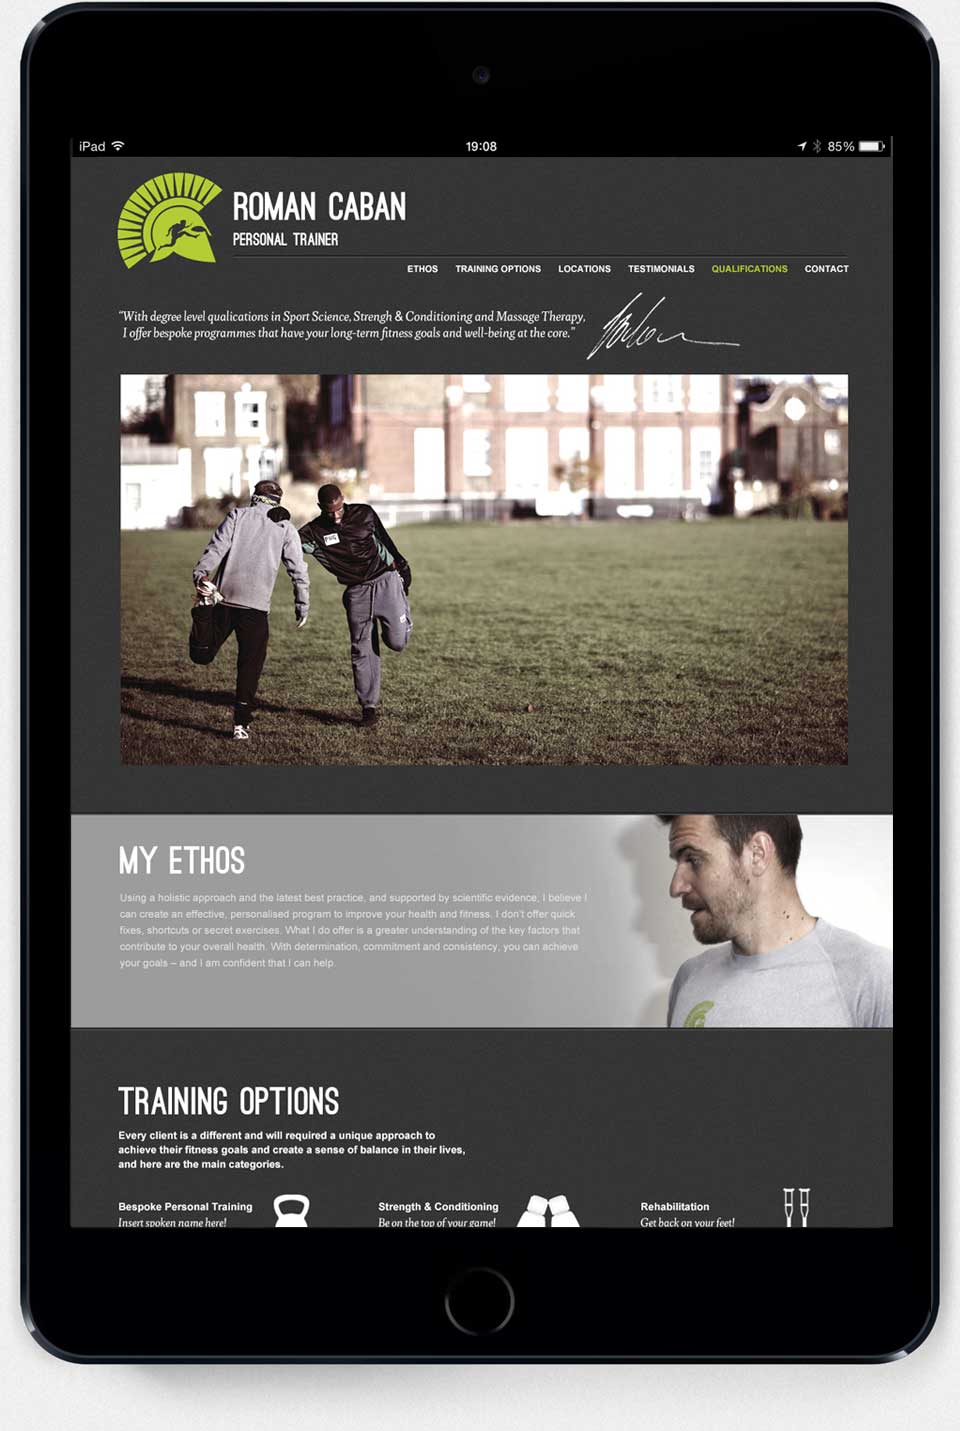 iPad 19:08 85%
ROMAN CABAN
PERSONAL TRAINER
ETHOS TRAINING OPTIONS LOCATIONS TESTIMONIALS QUALIFICATIONS CONTACT
"With degree level qualications in Sport Science, Strengh & Conditioning and Massage Therapy,
I offer bespoke programmes that have your long-term fitness goals and well-being at the core."
MY ETHOS
Using a holistic approach and the latest best practice, and supported by scientific evidence, I believe I
can create an effective, personalised program to improve your health and fitness. I don't offer quick
fixes, shortcuts or secret exercises. What I do offer is a greater understanding of the key factors that
contribute to your overall health. With determination, commitment and consistency, you can achieve
your goals – and I am confident that I can help.
TRAINING OPTIONS
Every client is a different and will required a unique approach to
achieve their fitness goals and create a sense of balance in their lives,
and here are the main categories.
Bespoke Personal Training Strength & Conditioning Rehabilitation
Insert spoken name here! Be on the top of your game! Get back on your feet!